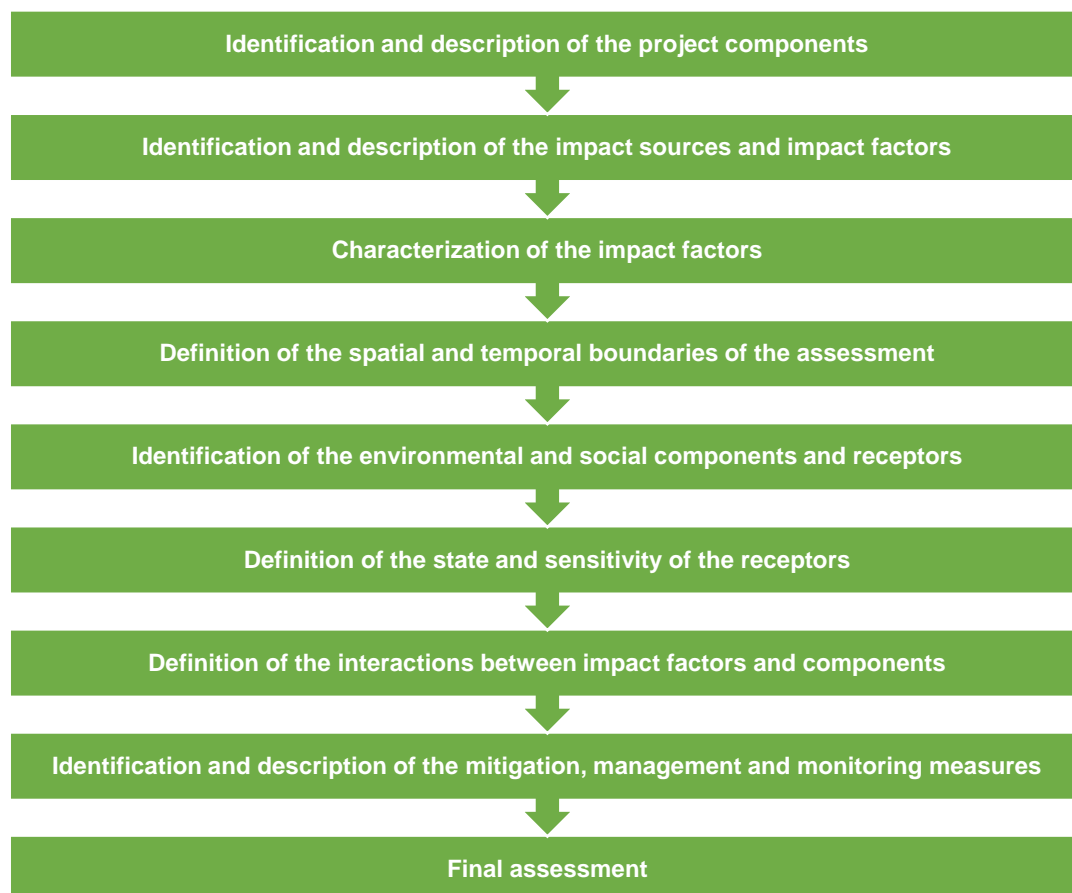 Identification and description of the project components
Identification and description of the impact sources and impact factors
Characterization of the impact factors
Definition of the spatial and temporal boundaries of the assessment
Identification of the environmental and social components and receptors
Definition of the state and sensitivity of the receptors
Definition of the interactions between impact factors and components
Identification and description of the mitigation, management and monitoring measures
Final assessment